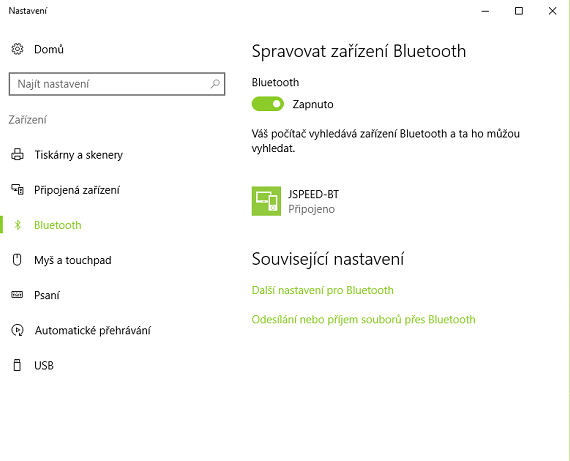 Nastavení
Domů
Najít nastavení
Zařízení
Tiskárny a skenery
Připojená zařízení
Bluetooth
Myš a touchpad
Psaní
Automatické přehrávání
USB
Spravovat zařízení Bluetooth
Bluetooth
Zapnuto
Váš počítač vyhledává zařízení Bluetooth a ta ho můžou
vyhledat.
JSPEED-BT
Připojeno
Související nastavení
Další nastavení pro Bluetooth
Odesílání nebo příjem souborů přes Bluetooth